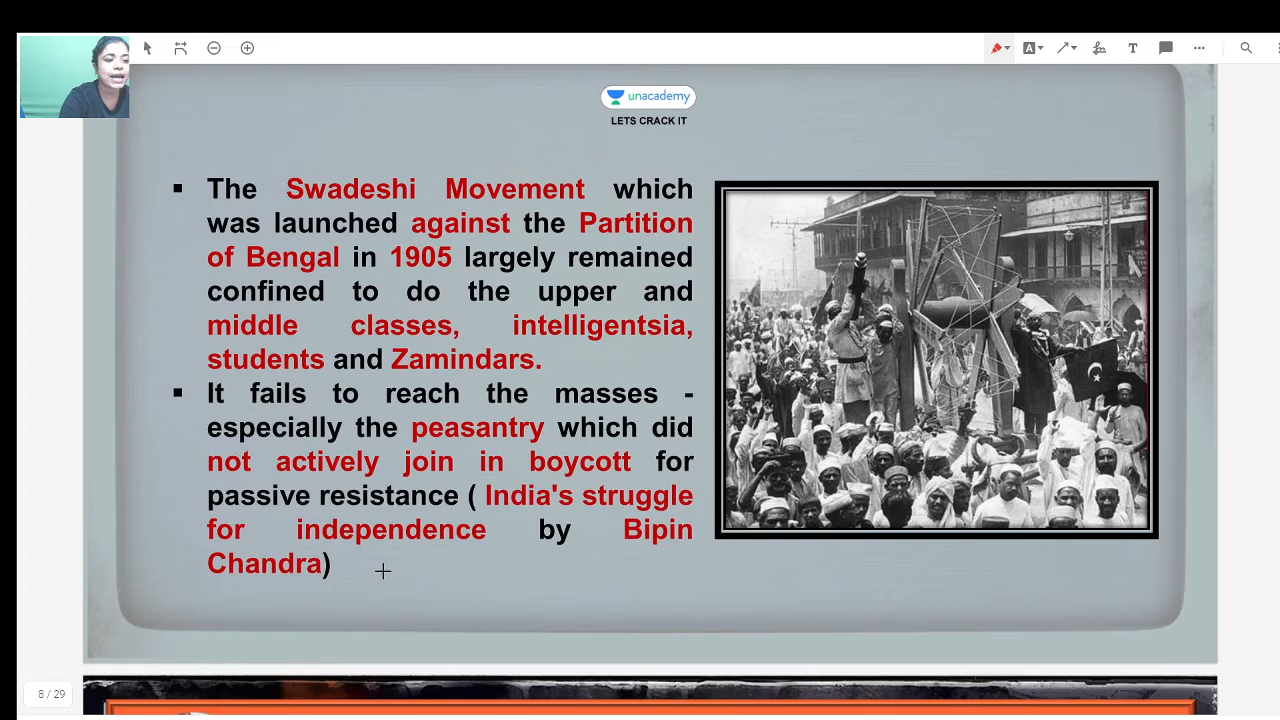 unacademy
LETS CRACK IT
▪ The Swadeshi Movement which
was launched against the Partition
of Bengal in 1905 largely remained
confined to do the upper and
middle classes, intelligentsia,
students and Zamindars.
▪ It fails to reach the masses -
especially the peasantry which did
not actively join in boycott for
passive resistance ( India's struggle
for independence by Bipin
Chandra)
8 / 29